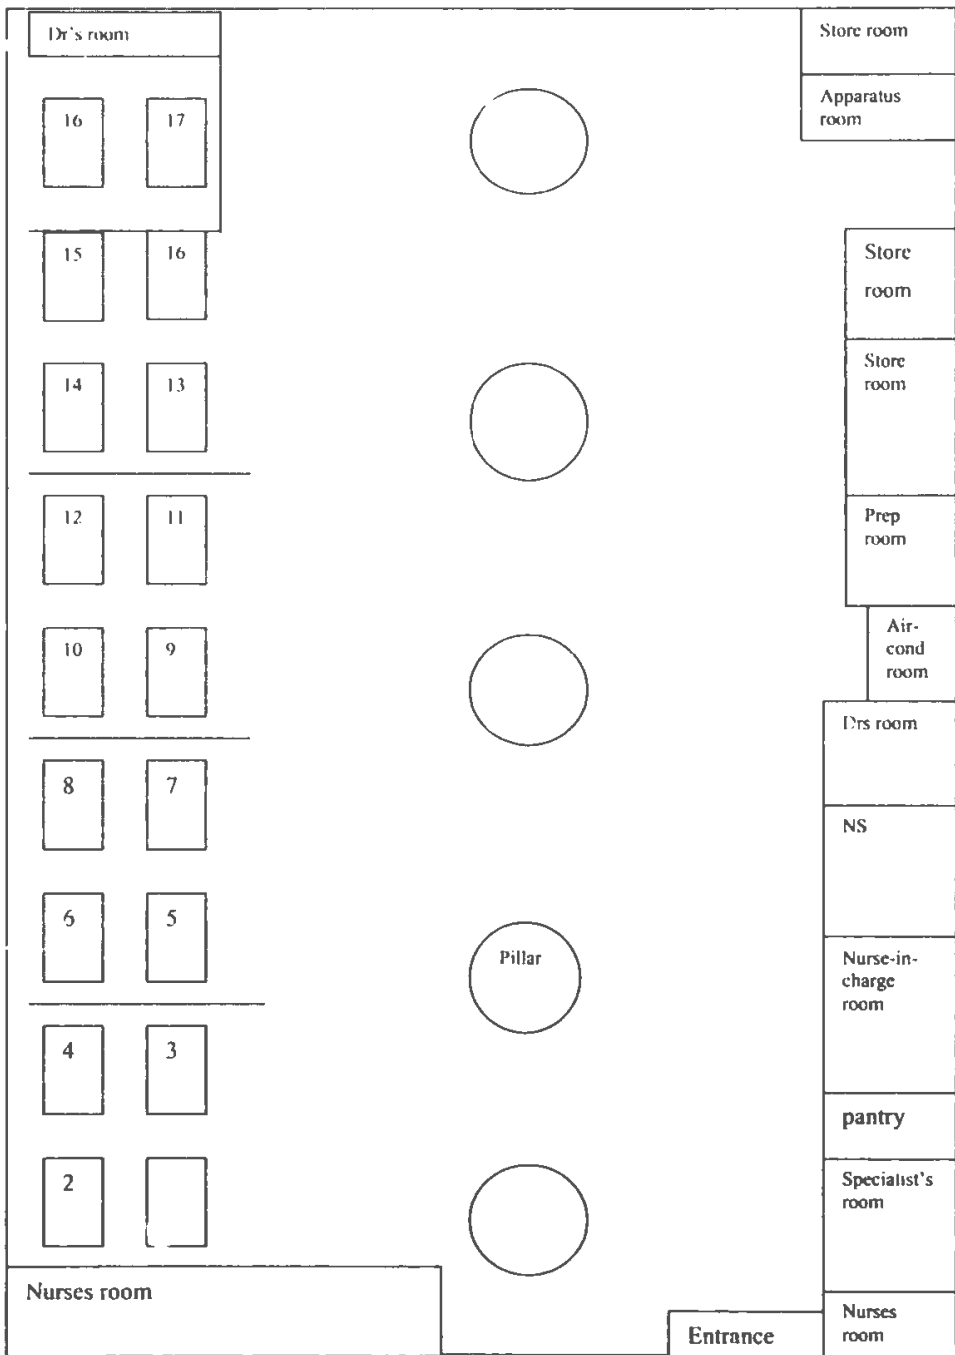 Dr's room
Store room
Apparatus
room
16 17
15 16
Store
room
14 13
Store
room
12 11
Prep
room
10 9
Air-
cond
room
Drs room
8 7
NS
6 5
Pillar
Nurse-in-
charge
room
4 3
pantry
2
Specialist's
room
Nurses room
Entrance
Nurses
room